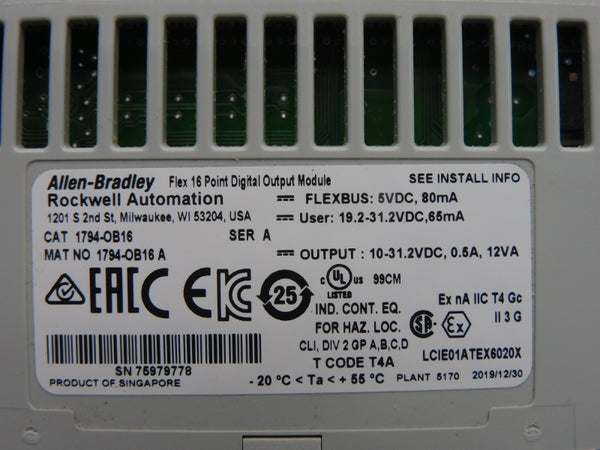 Allen-Bradley Flex 16 Point Digital Output Module SEE INSTALL INFO
Rockwell Automation FLEXBUS: 5VDC, 80mA
1201 S 2nd St, Milwaukee, WI 53204, USA User: 19.2-31.2VDC,65mA
CAT 1794-OB16 SER A
MAT NO 1794-OB16 A OUTPUT : 10-31.2VDC, 0.5A, 12VA
EAC CE KC 25 c UL US 99CM
LISTED
IND. CONT. EQ. Ex nA IIC T4 Gc
FOR HAZ. LOC. SA Ex II 3 G
CLI, DIV 2 GP A,B,C,D
T CODE T4A LCIE01ATEX6020X
SN 75979778
PRODUCT OF SINGAPORE - 20 °C < Ta < + 55 °C PLANT 5170 2019/12/30